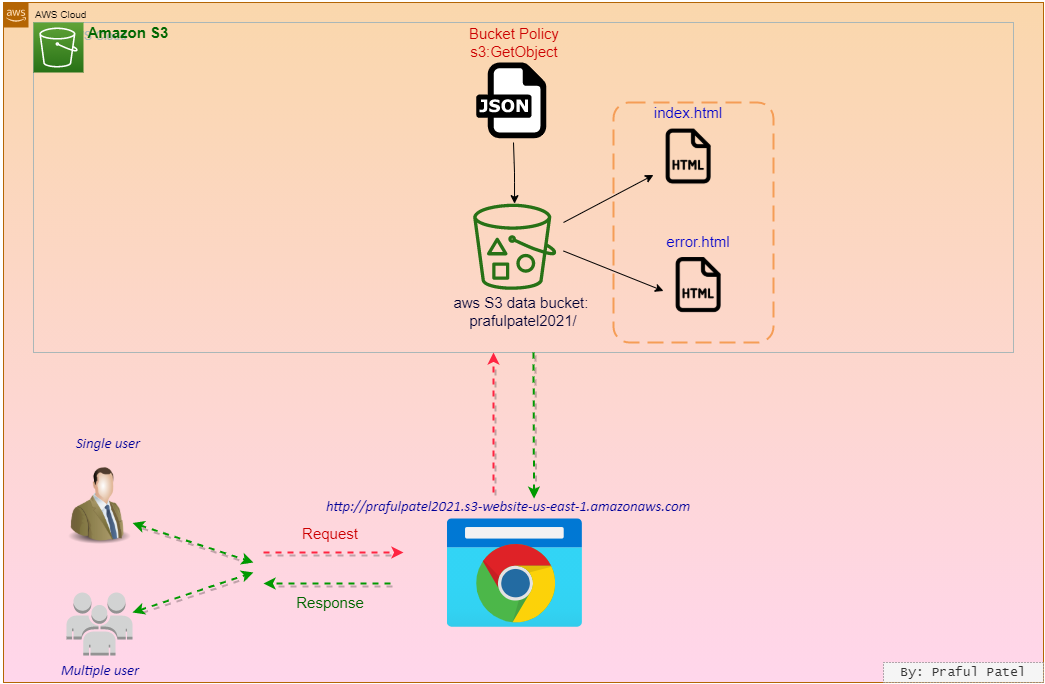 aws
AWS Cloud
Amazon S3
Bucket Policy
s3:GetObject
JSON
index.html
HTML
error.html
HTML
aws S3 data bucket:
prafulpatel2021/
Single user
http://prafulpatel2021.s3-website-us-east-1.amazonaws.com
Request
Response
Multiple user
By: Praful Patel